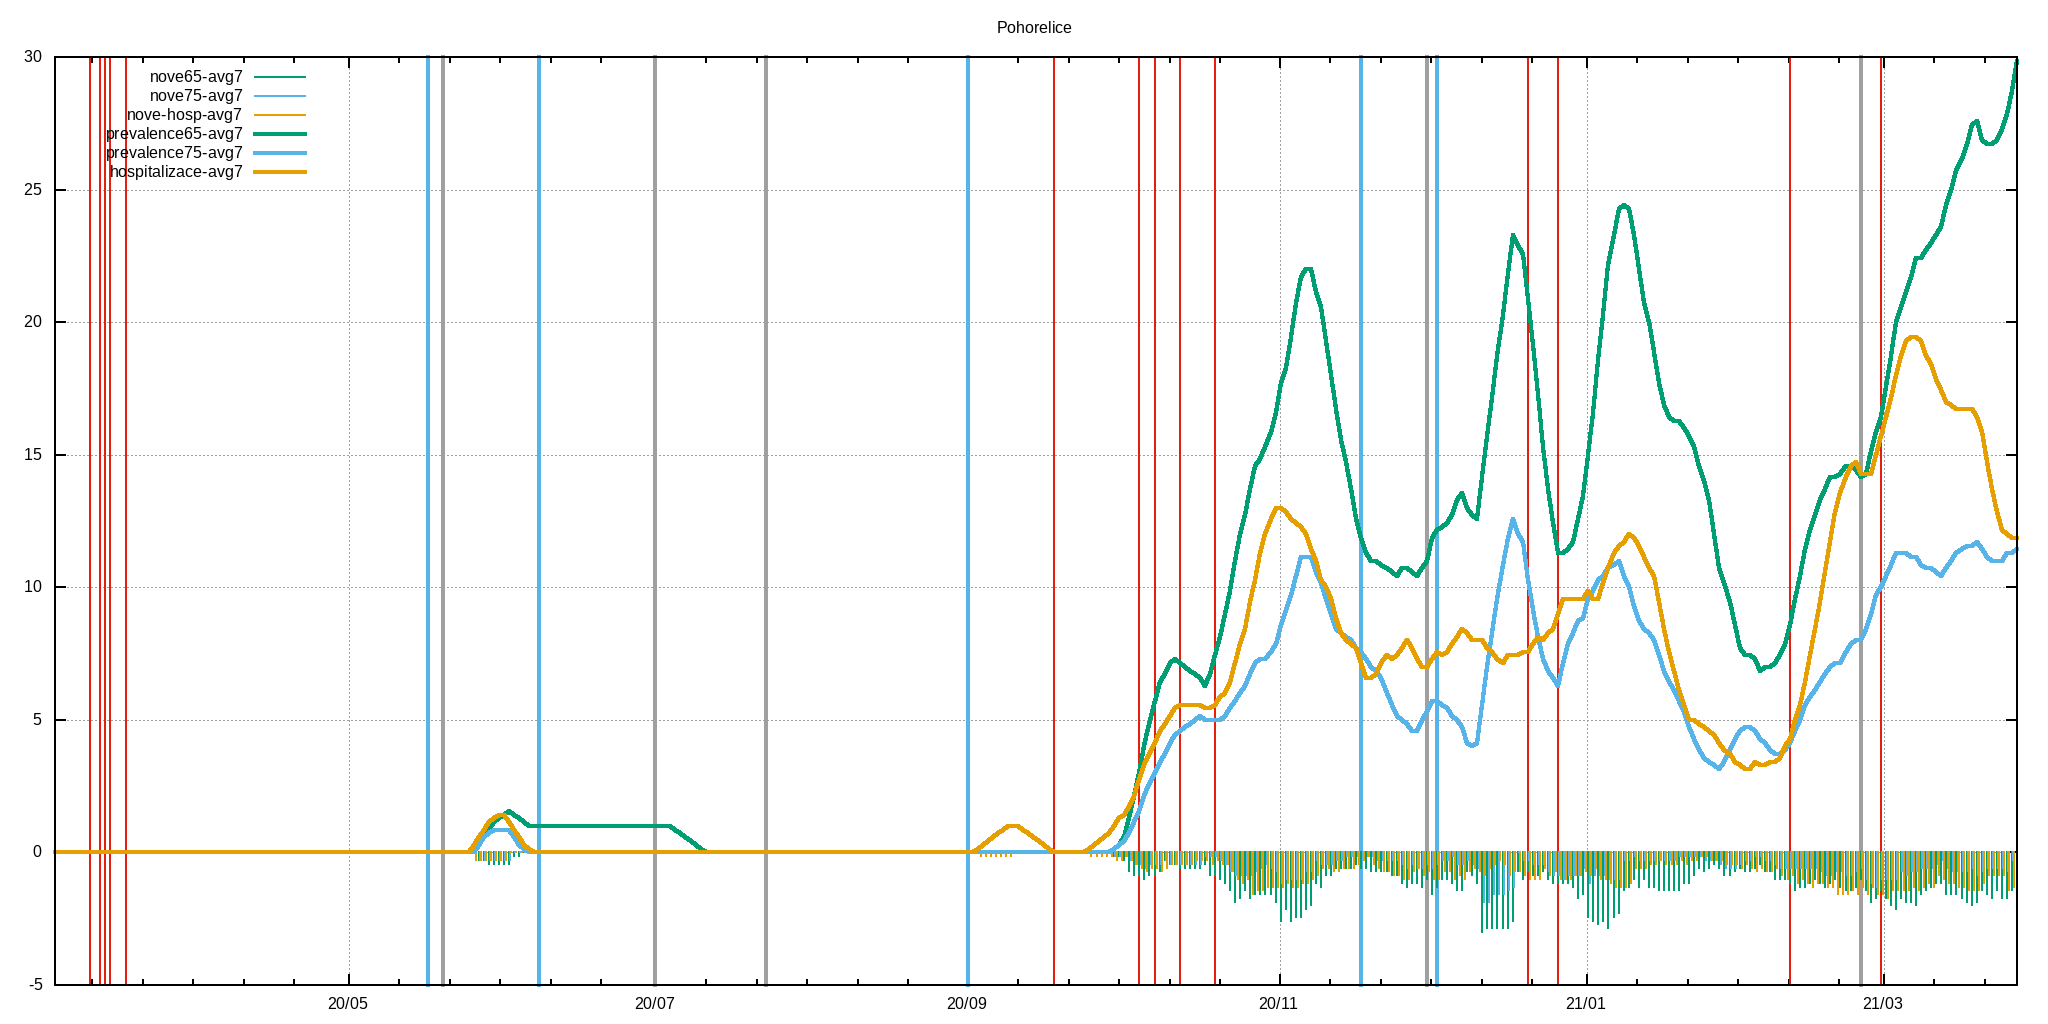 Pohorelice
30
25
20
15
10
5
0
-5
nove65-avg7
nove75-avg7
nove-hosp-avg7
prevalence65-avg7
prevalence75-avg7
hospitalizace-avg7
20/05
20/07
20/09
20/11
21/01
21/03